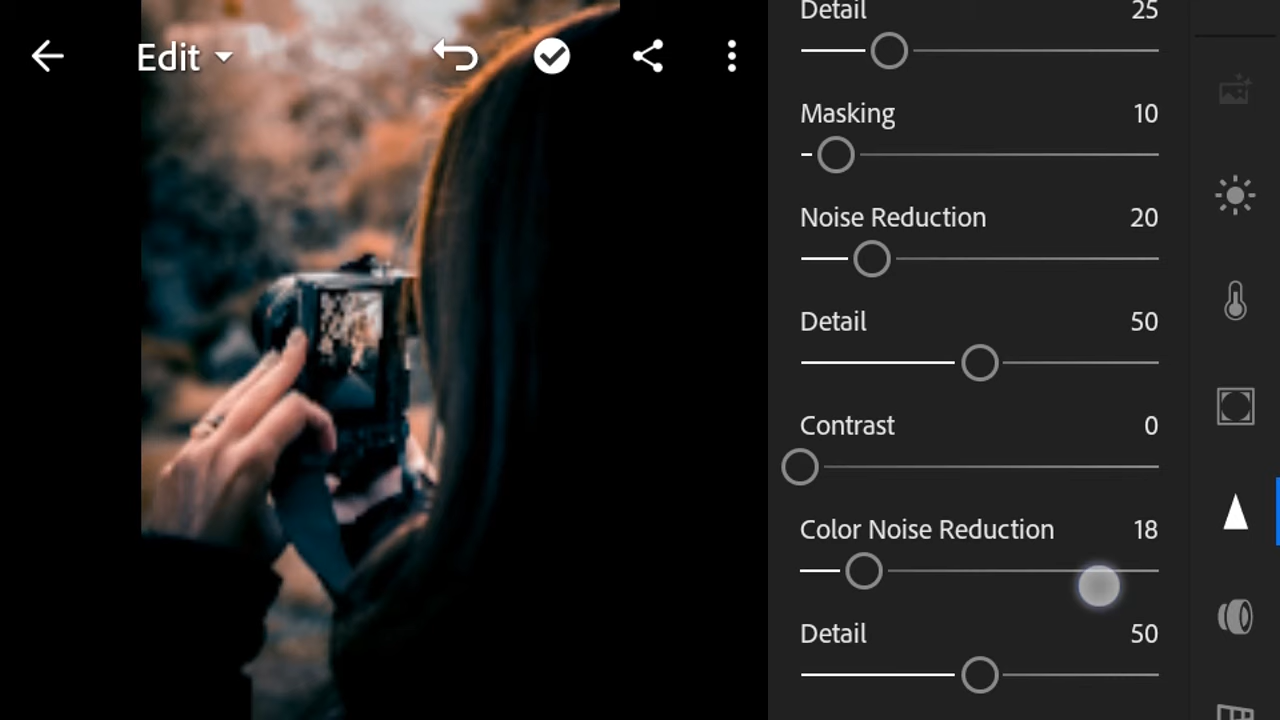 Edit
Detail 25
Masking 10
Noise Reduction 20
Detail 50
Contrast 0
Color Noise Reduction 18
Detail 50